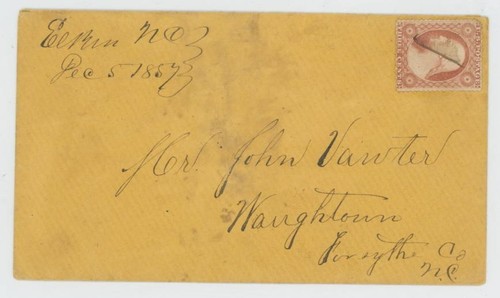 Elkin NC
Dec 5 1857
Mr. John Vawter
Waughtown
Forsythe Co
N.C.